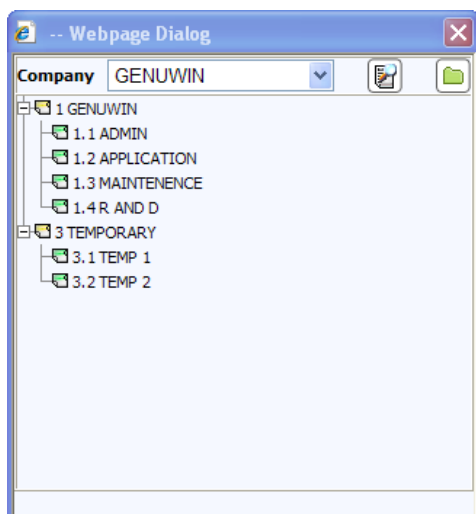 -- Webpage Dialog
Company GENUWIN
1 GENUWIN
1.1 ADMIN
1.2 APPLICATION
1.3 MAINTENENCE
1.4 R AND D
3 TEMPORARY
3.1 TEMP 1
3.2 TEMP 2